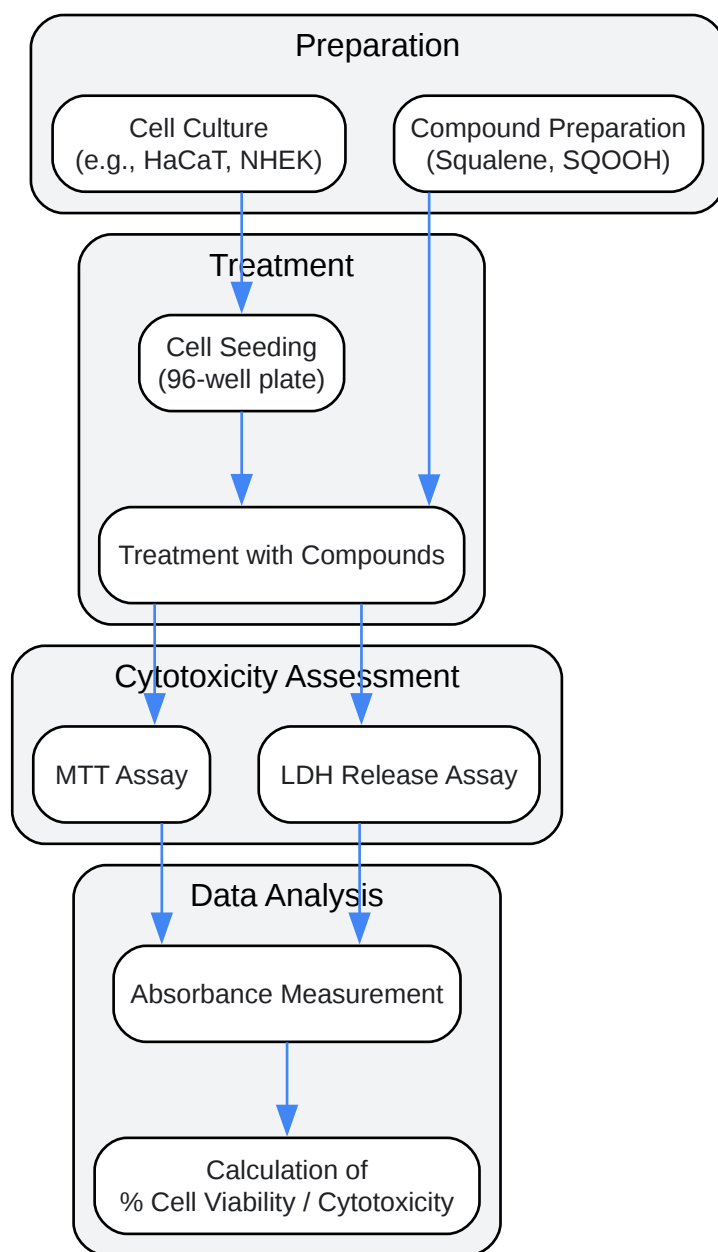 Preparation
Cell Culture
(e.g., HaCaT, NHEK)
Compound Preparation
(Squalene, SQOOH)
Treatment
Cell Seeding
(96-well plate)
Treatment with Compounds
Cytotoxicity Assessment
MTT Assay
LDH Release Assay
Data Analysis
Absorbance Measurement
Calculation of
% Cell Viability / Cytotoxicity